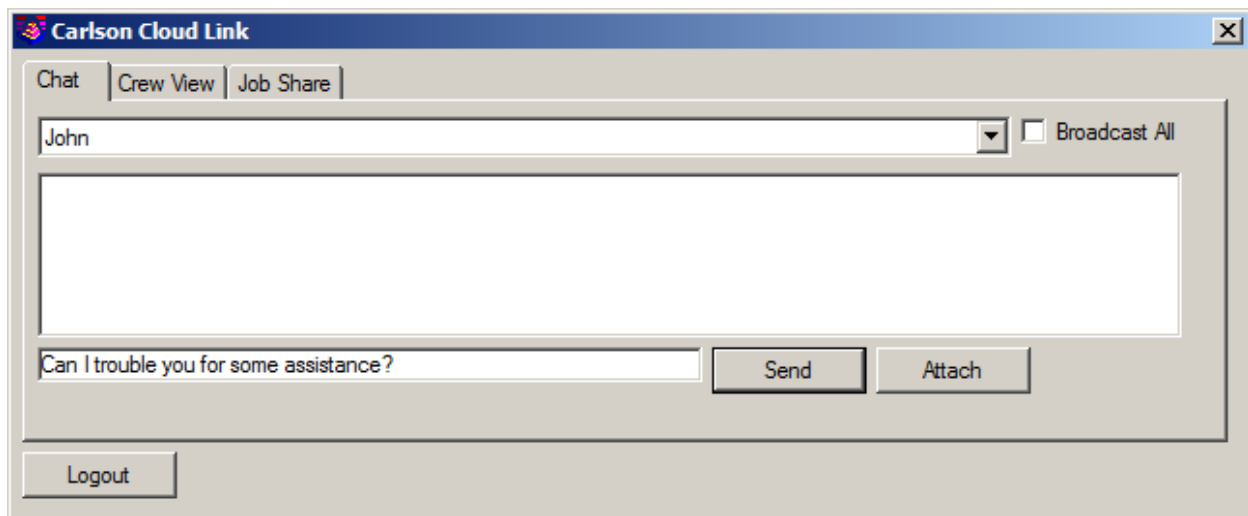 Carlson Cloud Link
Chat Crew View Job Share
John Broadcast All
Can I trouble you for some assistance? Send Attach
Logout